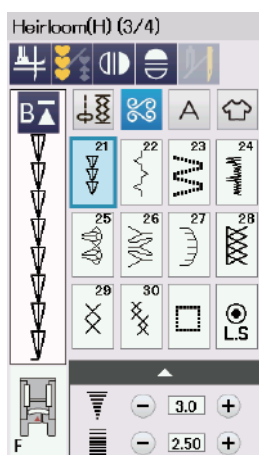 Heirloom(H) (3/4)
B
A
21 22 23 24
25 26 27 28
29 30
L.S
F
− 3.0 +
− 2.50 +